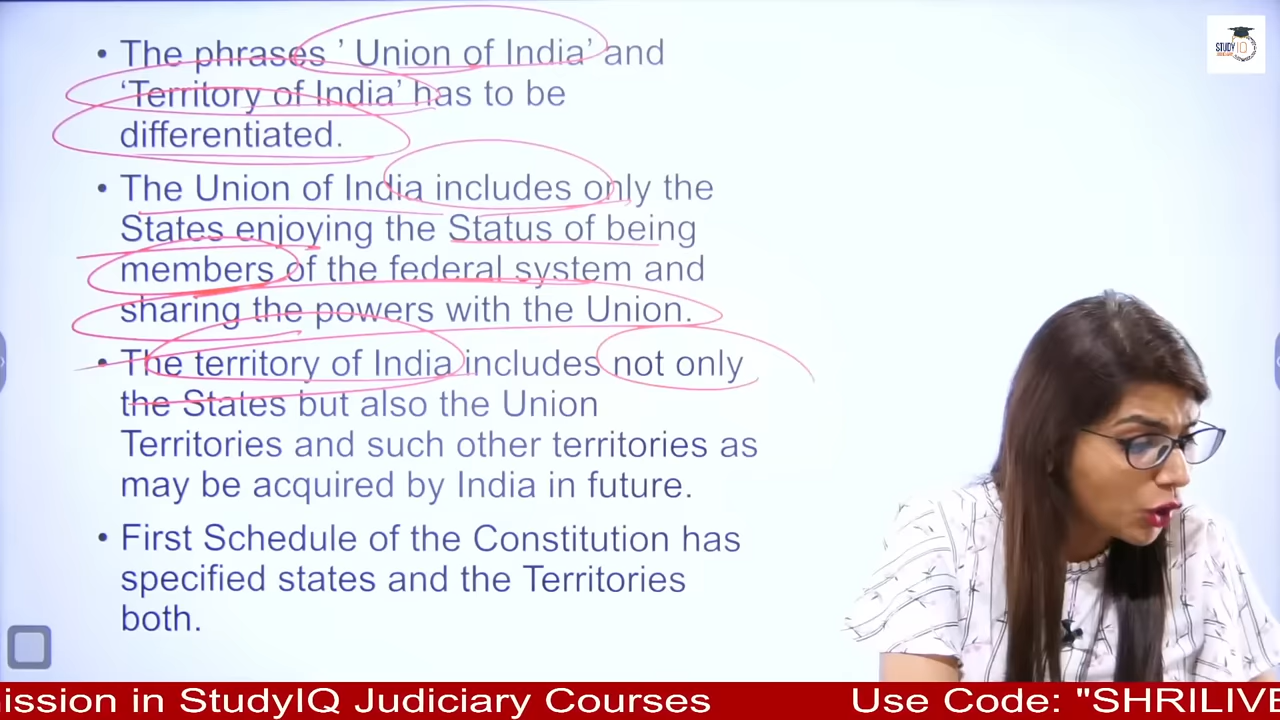 • The phrases ’ Union of India’ and
‘Territory of India’ has to be
differentiated.
• The Union of India includes only the
States enjoying the Status of being
members of the federal system and
sharing the powers with the Union.
• The territory of India includes not only
the States but also the Union
Territories and such other territories as
may be acquired by India in future.
• First Schedule of the Constitution has
specified states and the Territories
both.
STUDY IQ
ission in StudyIQ Judiciary Courses
Use Code: "SHRILIVE